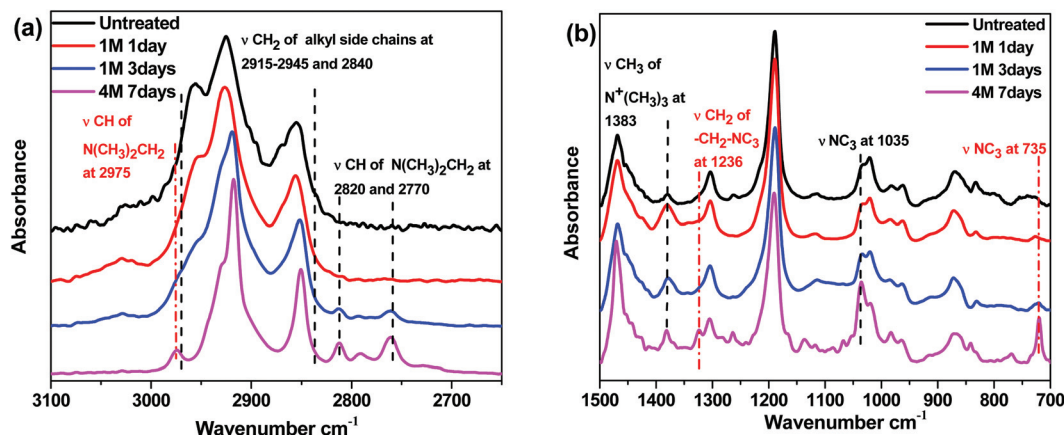 (a)
Untreated
1M 1day
1M 3days
4M 7days
ν CH₂ of alkyl side chains at
2915-2945 and 2840
ν CH of
N(CH₃)₂CH₂
at 2975
ν CH of N(CH₃)₂CH₂ at
2820 and 2770
Absorbance
3100 3000 2900 2800 2700
Wavenumber cm⁻¹
(b)
Untreated
1M 1day
1M 3days
4M 7days
ν CH₃ of
N⁺(CH₃)₃ at
1383
ν CH₂ of
-CH₂-NC₃
at 1236
ν NC₃ at 1035
ν NC₃ at 735
Absorbance
1500 1400 1300 1200 1100 1000 900 800 700
Wavenumber cm⁻¹